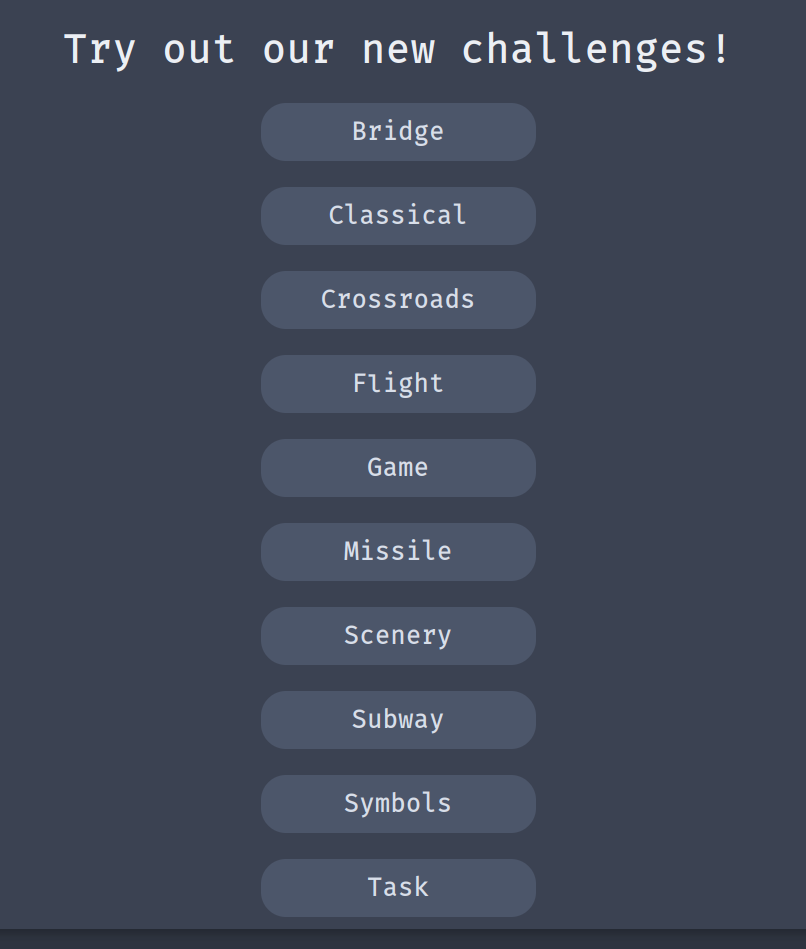 Try out our new challenges!
Bridge
Classical
Crossroads
Flight
Game
Missile
Scenery
Subway
Symbols
Task